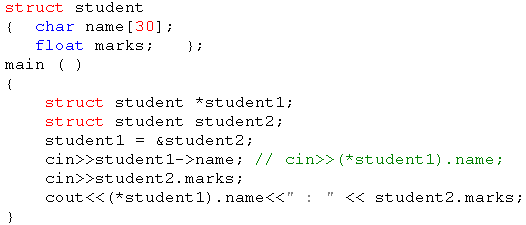 struct student
{  char name[30];
   float marks;   };
main ( )
{
    struct student *student1;
    struct student student2;
    student1 = &student2;
    cin>>student1->name; // cin>>(*student1).name;
    cin>>student2.marks;
    cout<<(*student1).name<<" : " << student2.marks;
}